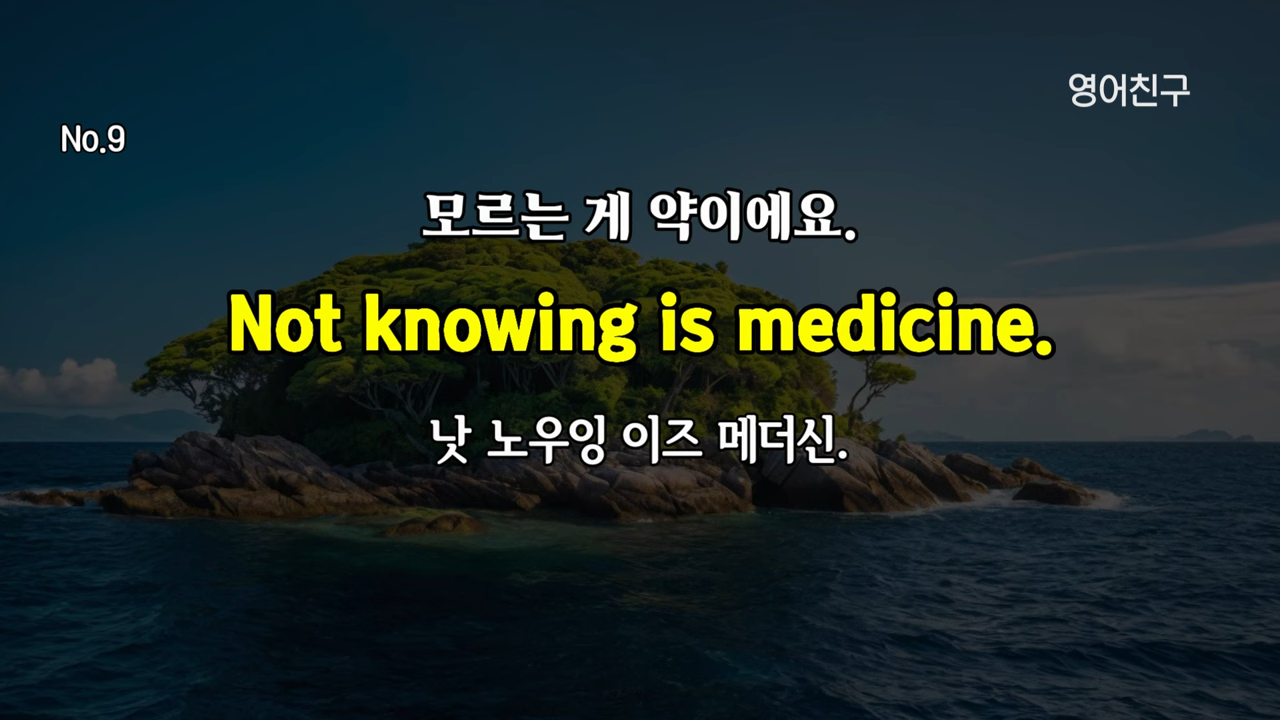 영어친구
No.9
모르는 게 약이에요.
Not knowing is medicine.
낫 노우잉 이즈 메더신.